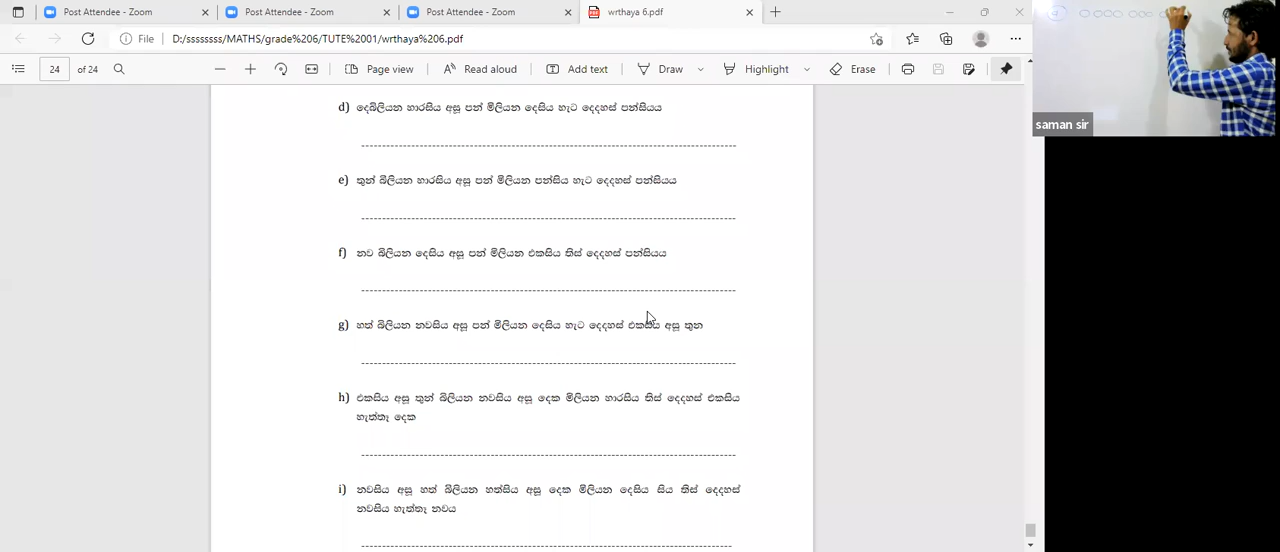 Post Attendee - Zoom
Post Attendee - Zoom
Post Attendee - Zoom
wrthaya 6.pdf
File
D:/ssssssss/MATHS/grade%206/TUTE%2001/wrthaya%206.pdf
24 of 24
Page view
Read aloud
Add text
Draw
Highlight
Erase
saman sir
d) දෙබිලියන හාරසිය අසූ පන් මිලියන දෙසිය හැට දෙදහස් පන්සියය
e) තුන් බිලියන හාරසිය අසූ පන් මිලියන පන්සිය හැට දෙදහස් පන්සියය
f) නව බිලියන දෙසිය අසූ පන් මිලියන එකසිය තිස් දෙදහස් පන්සියය
g) හත් බිලියන නවසිය අසූ පන් මිලියන දෙසිය හැට දෙදහස් එකසිය අසූ තුන
h) එකසිය අසූ තුන් බිලියන නවසිය අසූ දෙක මිලියන හාරසිය තිස් දෙදහස් එකසිය
හැත්තෑ දෙක
i) නවසිය අසූ හත් බිලියන හත්සිය අසූ දෙක මිලියන දෙසිය සිය තිස් දෙදහස්
නවසිය හැත්තෑ නවය